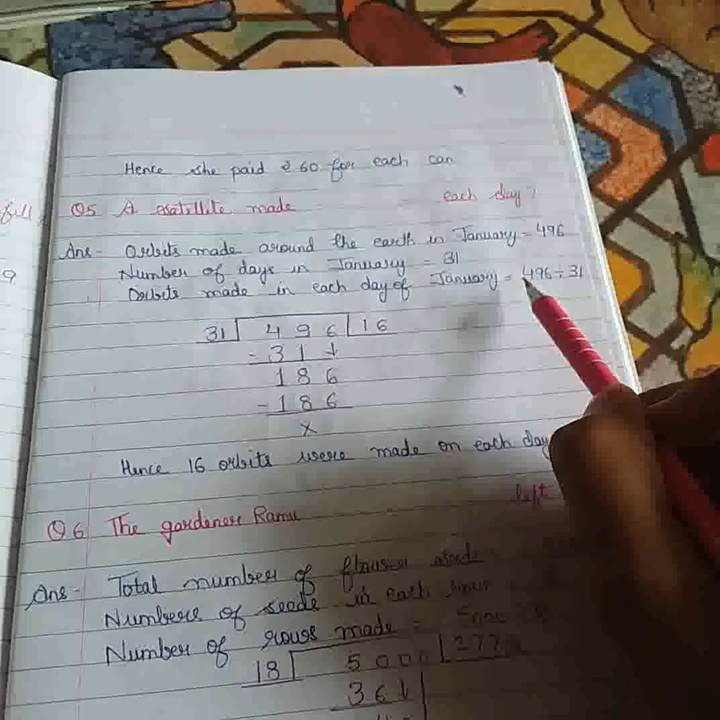 Hence she paid ₹ 60 for each can
full
Q5 A satellite made each day?
Ans- Orbits made around the earth in January = 496
9
Number of days in January = 31
Orbits made in each day of January = 496 ÷ 31
31 496 16
- 31 ↓
186
- 186
x
Hence 16 orbits were made on each day
Q6 The gardener Ramu left
Ans- Total number of flower
Numbers of seeds in each
Number of rows made =
18 5000 277
36 ↓